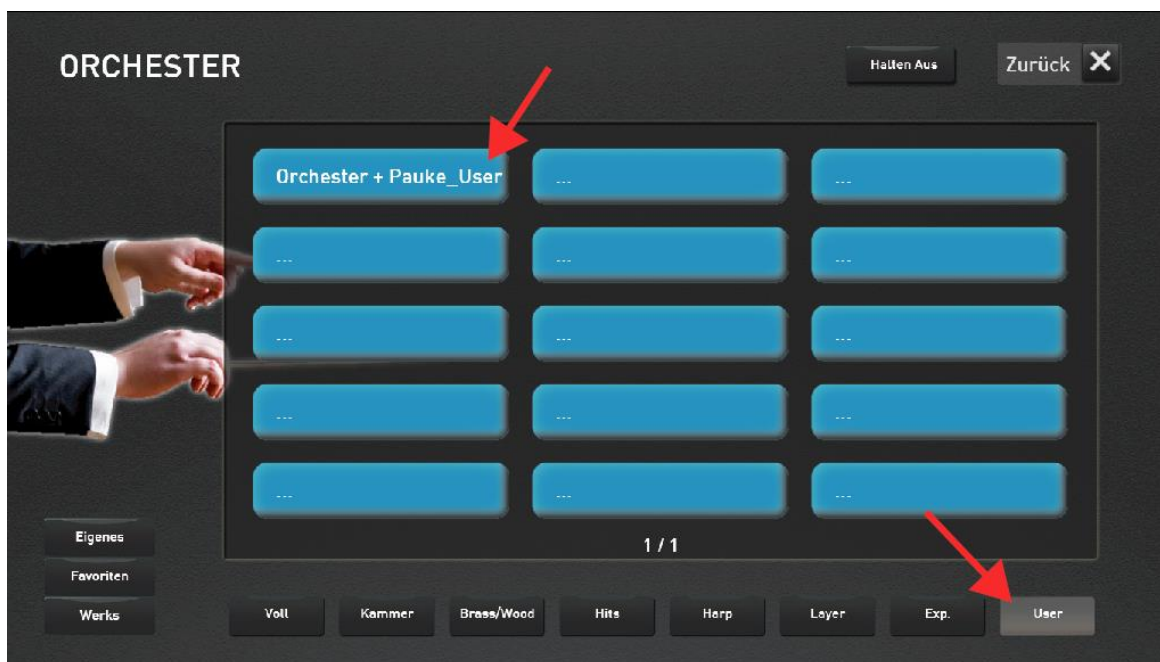 ORCHESTER
Halten Aus
Zurück X
Orchester + Pauke_User ... ...
... ... ...
... ... ...
... ... ...
... ... ...
1 / 1
Eigenes
Favoriten
Werks
Voll Kammer Brass/Wood Hits Harp Layer Exp. User